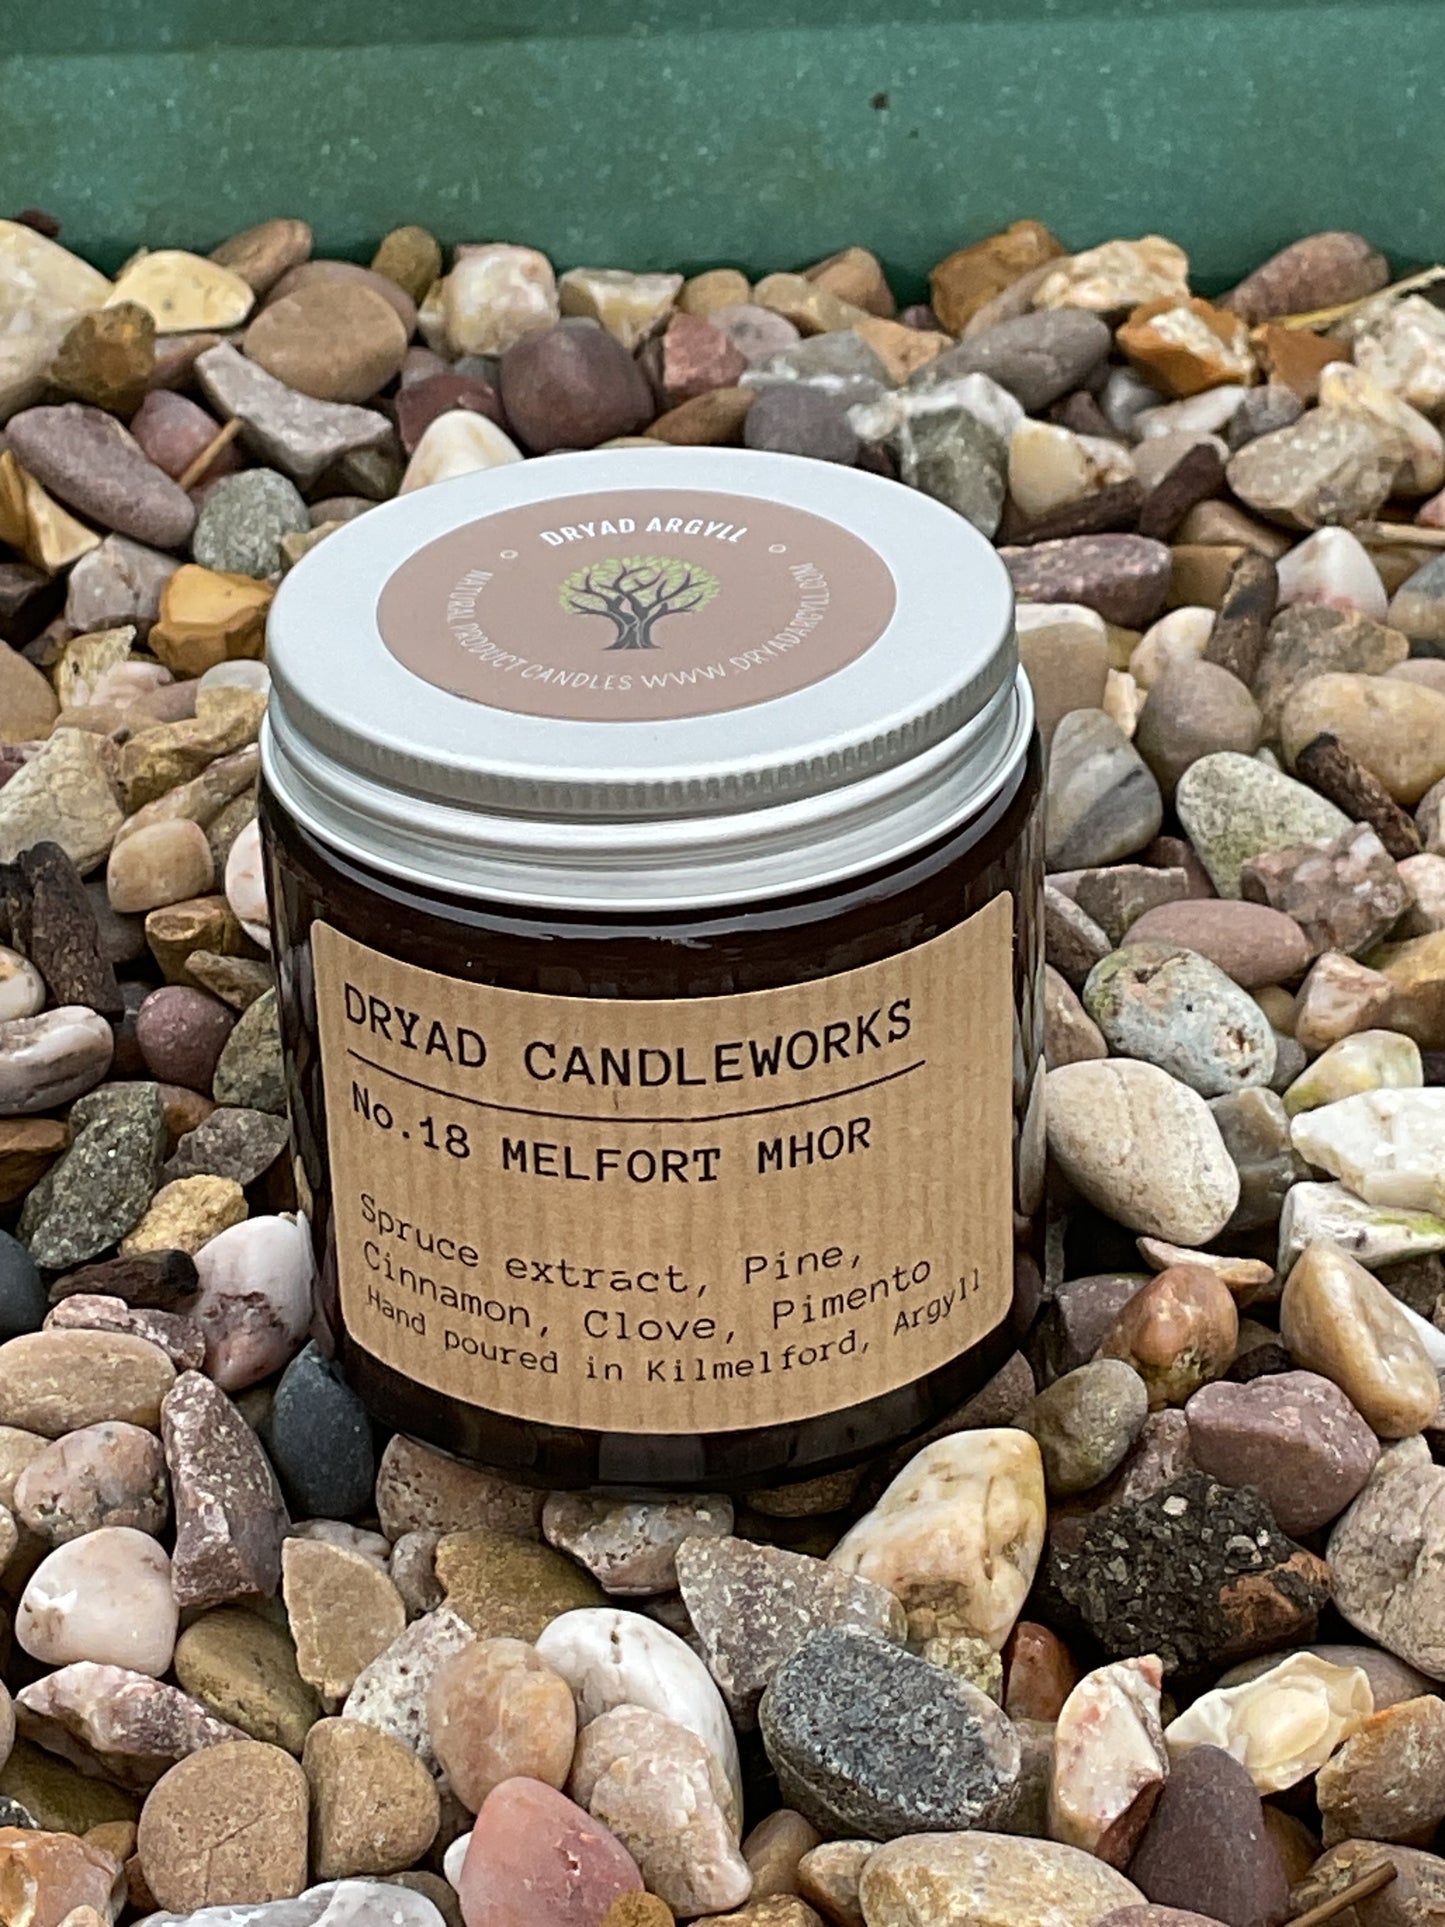 DRYAD ARGYLL
NATURAL PRODUCT CANDLES WWW.DRYADARGYLL.COM
DRYAD CANDLEWORKS
No.18 MELFORT MHOR
Spruce extract, Pine,
Cinnamon, Clove, Pimento
Hand poured in Kilmelford, Argyll